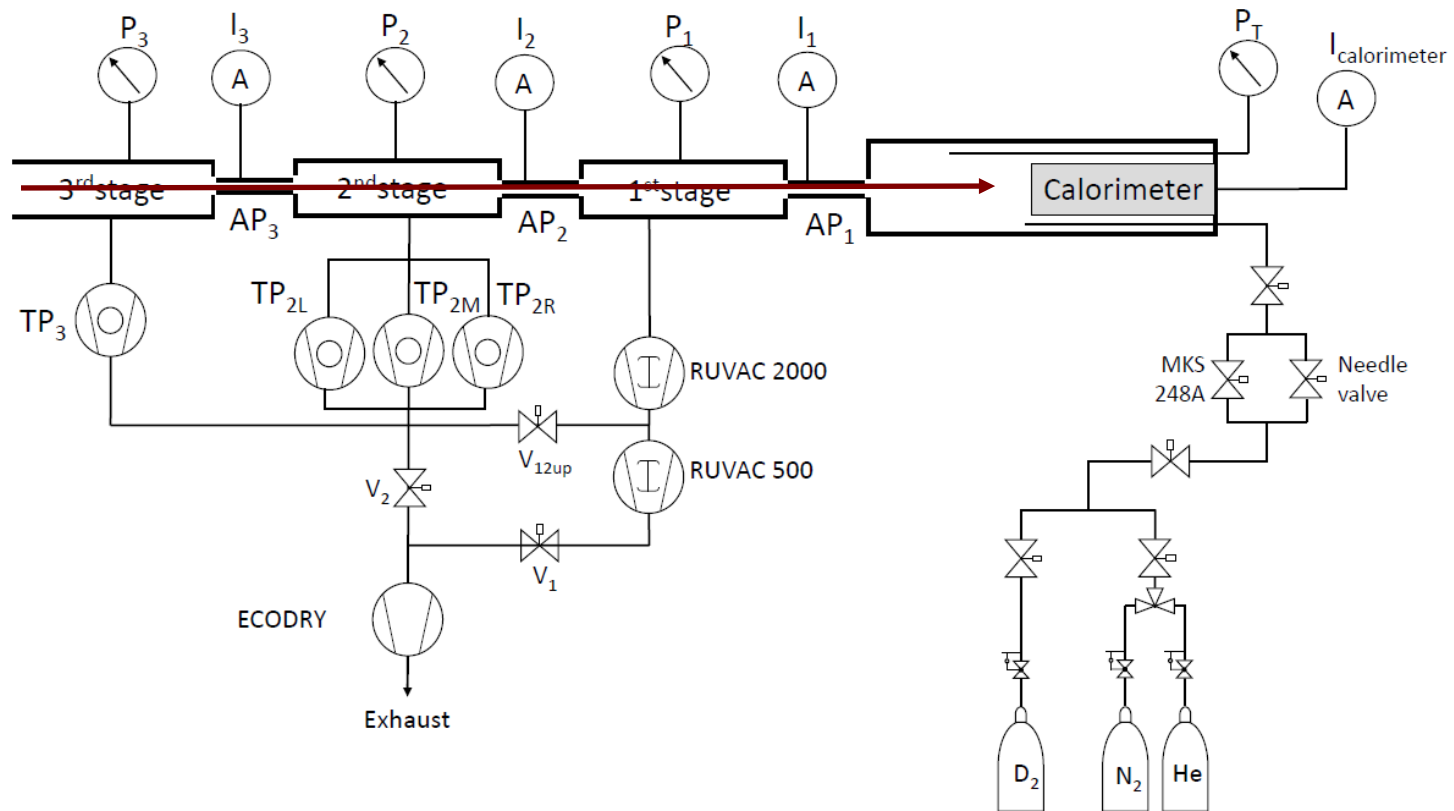 P3
I3
P2
I2
P1
I1
PT
Icalorimeter
A
A
A
A
3rd stage
2nd stage
1st stage
Calorimeter
AP3
AP2
AP1
TP3
TP2L
TP2M
TP2R
RUVAC 2000
MKS
248A
Needle
valve
V12up
RUVAC 500
V2
V1
ECODRY
Exhaust
D2
N2
He